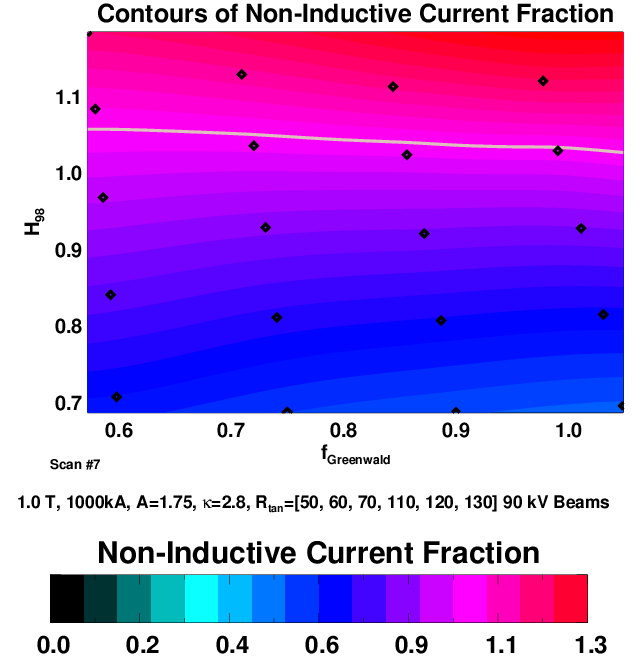 Contours of Non-Inductive Current Fraction
1.1
1.0
0.9
0.8
0.7
H98
0.6 0.7 0.8 0.9 1.0
fGreenwald
Scan #7
1.0 T, 1000kA, A=1.75, κ=2.8, Rtan=[50, 60, 70, 110, 120, 130] 90 kV Beams
Non-Inductive Current Fraction
0.0 0.2 0.4 0.6 0.9 1.1 1.3